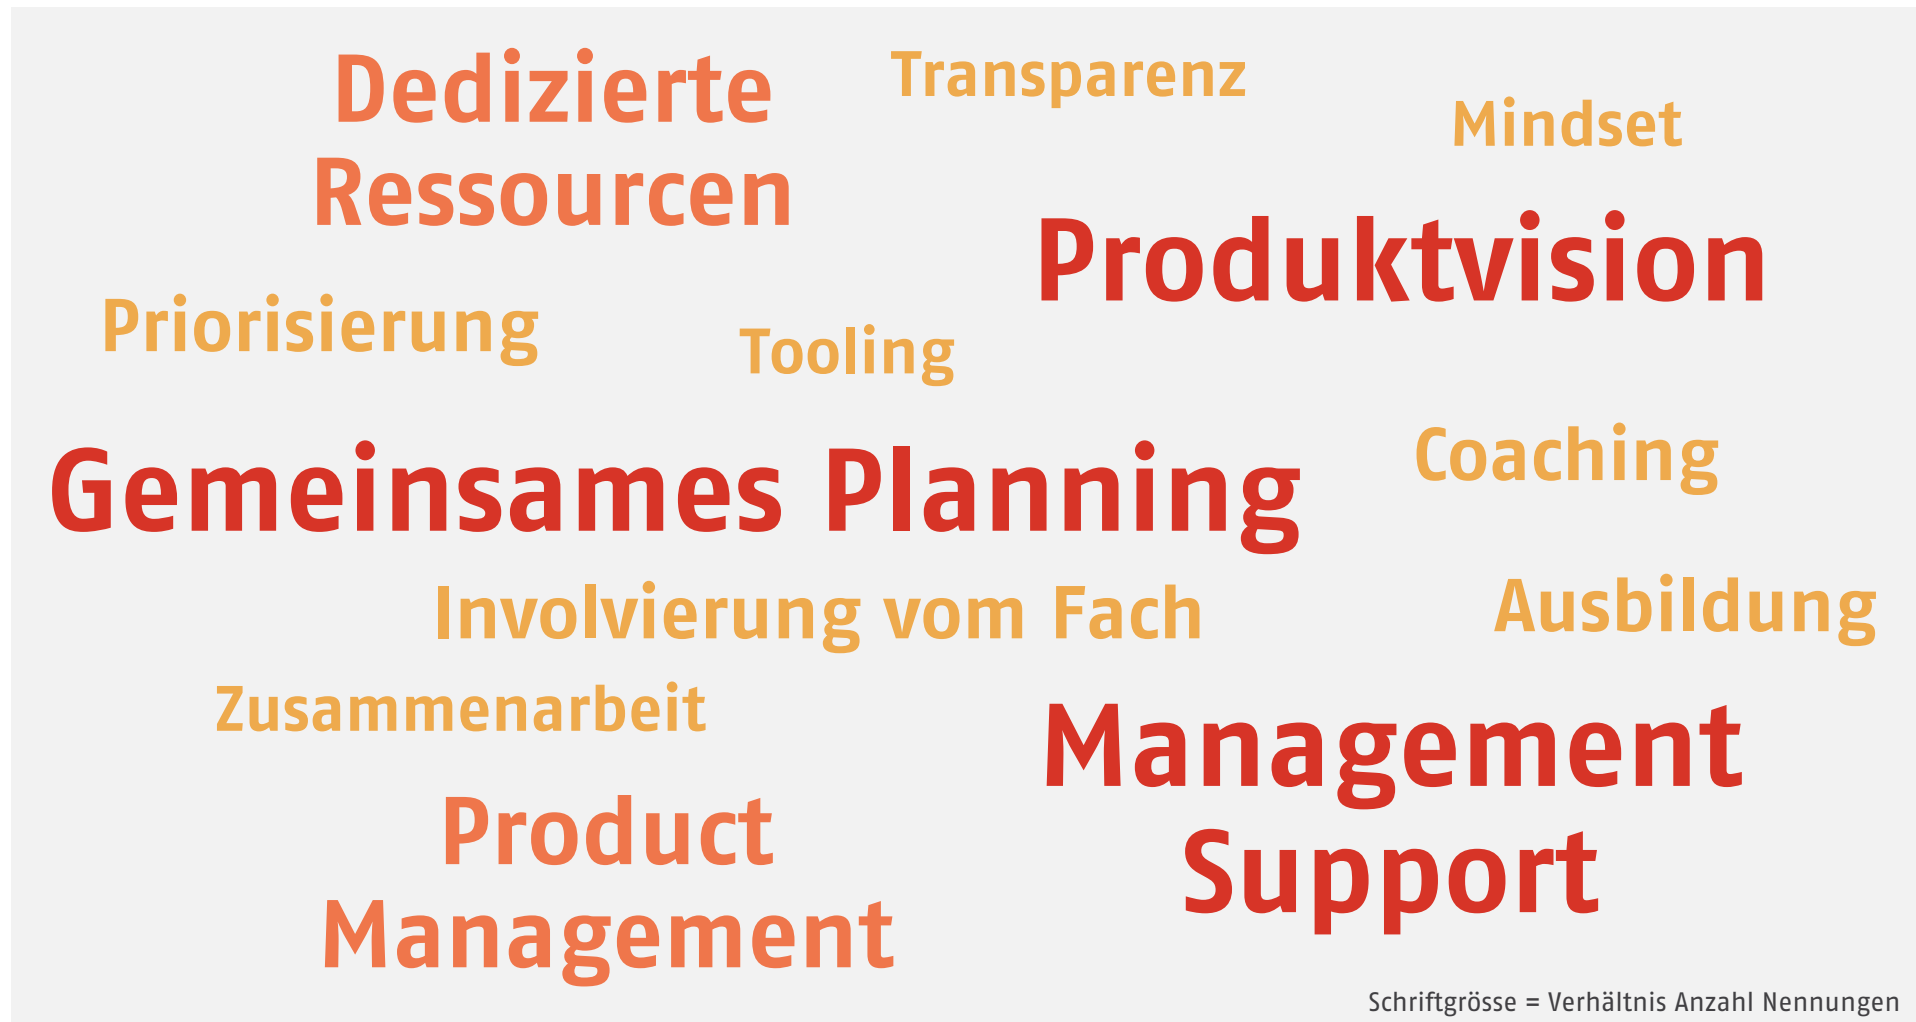 Dedizierte
Ressourcen
Transparenz
Mindset
Produktvision
Priorisierung
Tooling
Gemeinsames Planning
Coaching
Involvierung vom Fach
Ausbildung
Zusammenarbeit
Management
Support
Product
Management
Schriftgrösse = Verhältnis Anzahl Nennungen